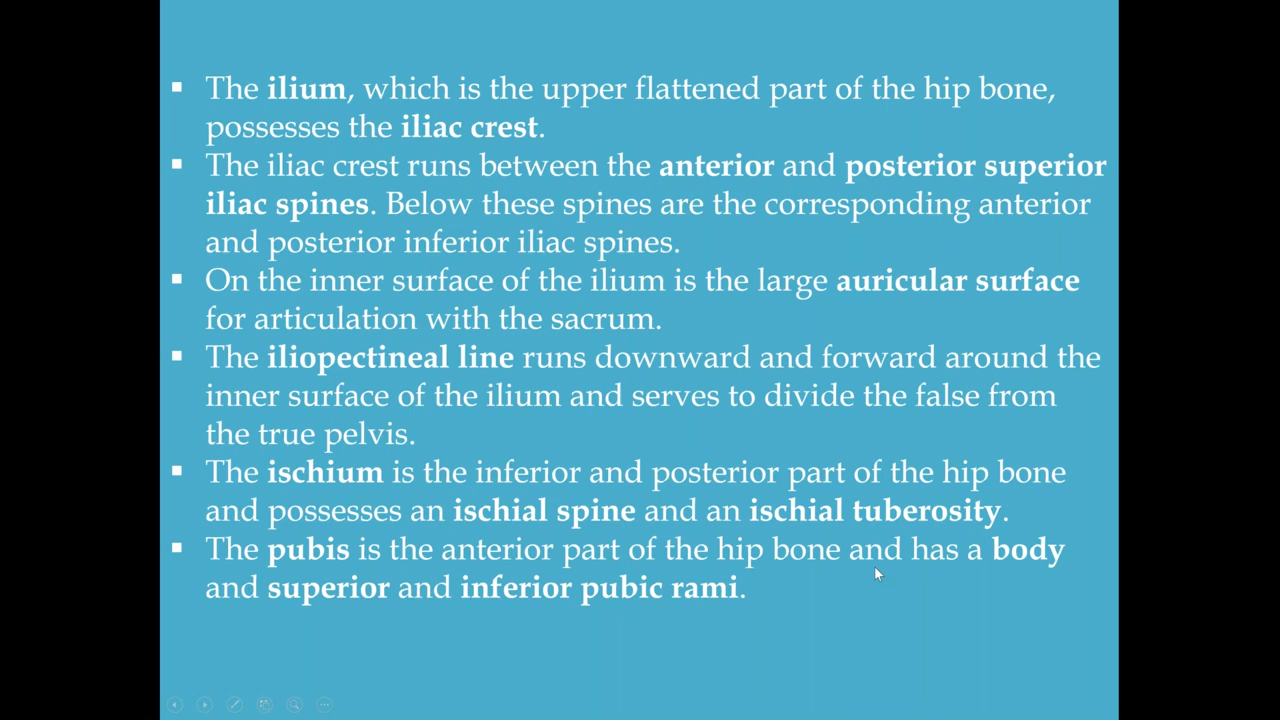 ▪ The ilium, which is the upper flattened part of the hip bone,
possesses the iliac crest.
▪ The iliac crest runs between the anterior and posterior superior
iliac spines. Below these spines are the corresponding anterior
and posterior inferior iliac spines.
▪ On the inner surface of the ilium is the large auricular surface
for articulation with the sacrum.
▪ The iliopectineal line runs downward and forward around the
inner surface of the ilium and serves to divide the false from
the true pelvis.
▪ The ischium is the inferior and posterior part of the hip bone
and possesses an ischial spine and an ischial tuberosity.
▪ The pubis is the anterior part of the hip bone and has a body
and superior and inferior pubic rami.